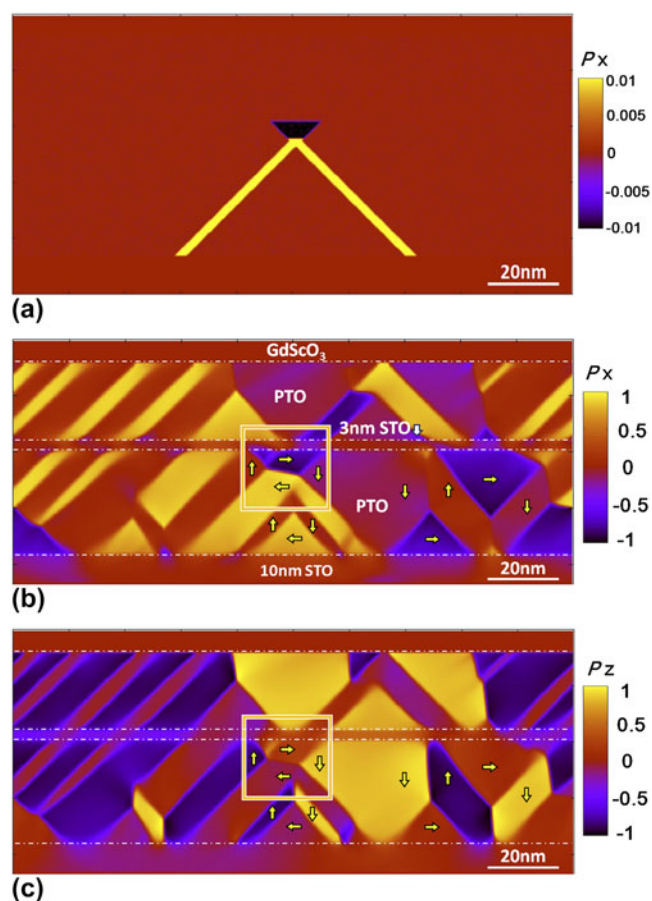 Px
0.01
0.005
0
-0.005
-0.01
20nm
(a)
GdScO₃
PTO
3nm STO
PTO
10nm STO
20nm
Px
1
0.5
0
-0.5
-1
(b)
Pz
1
0.5
0
-0.5
-1
20nm
(c)